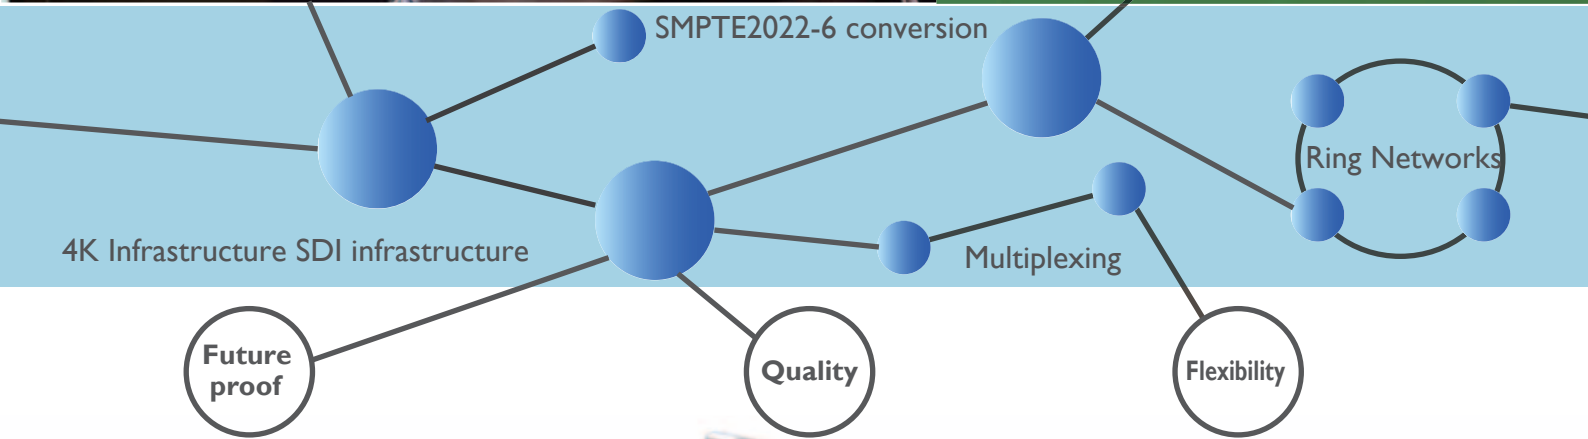 SMPTE2022-6 conversion
Ring Networks
4K Infrastructure SDI infrastructure
Multiplexing
Future
proof
Quality
Flexibility